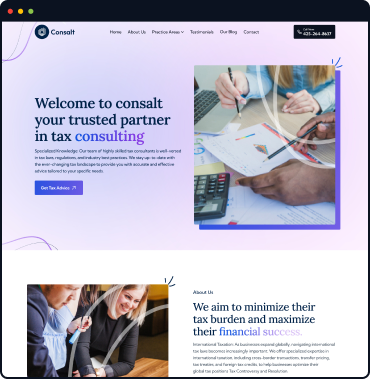 Consalt
Home About Us Practice Areas Testimonials Our Blog Contact
425-264-8617
Welcome to consalt
your trusted partner
in tax consulting
Specialized Knowledge: Our team of highly skilled tax consultants is well-versed
in tax laws, regulations, and industry best practices. We stay up-to-date with
the ever-changing tax landscape to provide you with accurate and effective
advice tailored to your specific needs.
Get Tax Advice
About Us
We aim to minimize their
tax burden and maximize
their financial success.
International Taxation: As businesses expand globally, navigating international
tax laws becomes increasingly important. We offer specialized expertise in
international taxation, including cross-border transactions, transfer pricing,
tax treaties, and foreign tax credits, to help businesses optimize their
global tax positions Tax Controversy and Resolution: